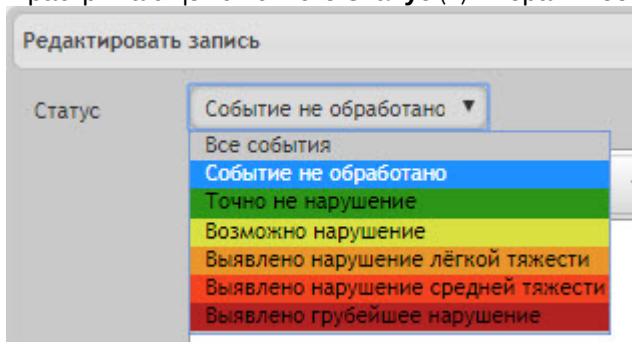 Редактировать запись
Статус
Событие не обработано ▼
Все события
Событие не обработано
Точно не нарушение
Возможно нарушение
Выявлено нарушение лёгкой тяжести
Выявлено нарушение средней тяжести
Выявлено грубейшее нарушение